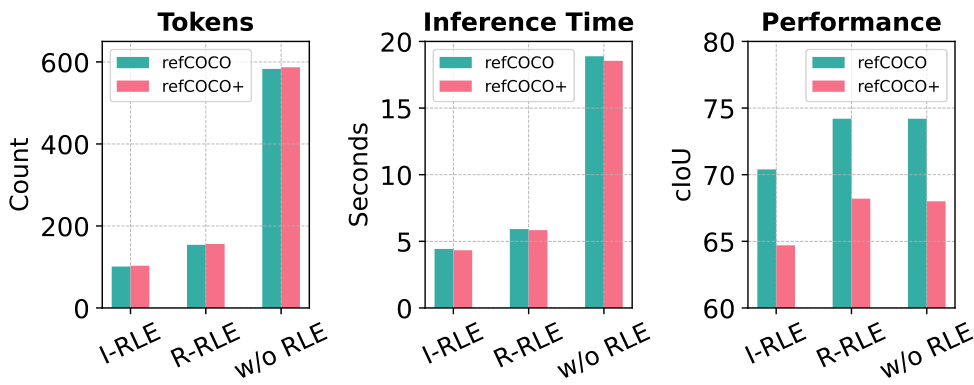 Tokens
Count
600
400
200
0
refCOCO
refCOCO+
I-RLE
R-RLE
w/o RLE
Inference Time
Seconds
20
15
10
5
0
refCOCO
refCOCO+
I-RLE
R-RLE
w/o RLE
Performance
cIoU
80
75
70
65
60
refCOCO
refCOCO+
I-RLE
R-RLE
w/o RLE